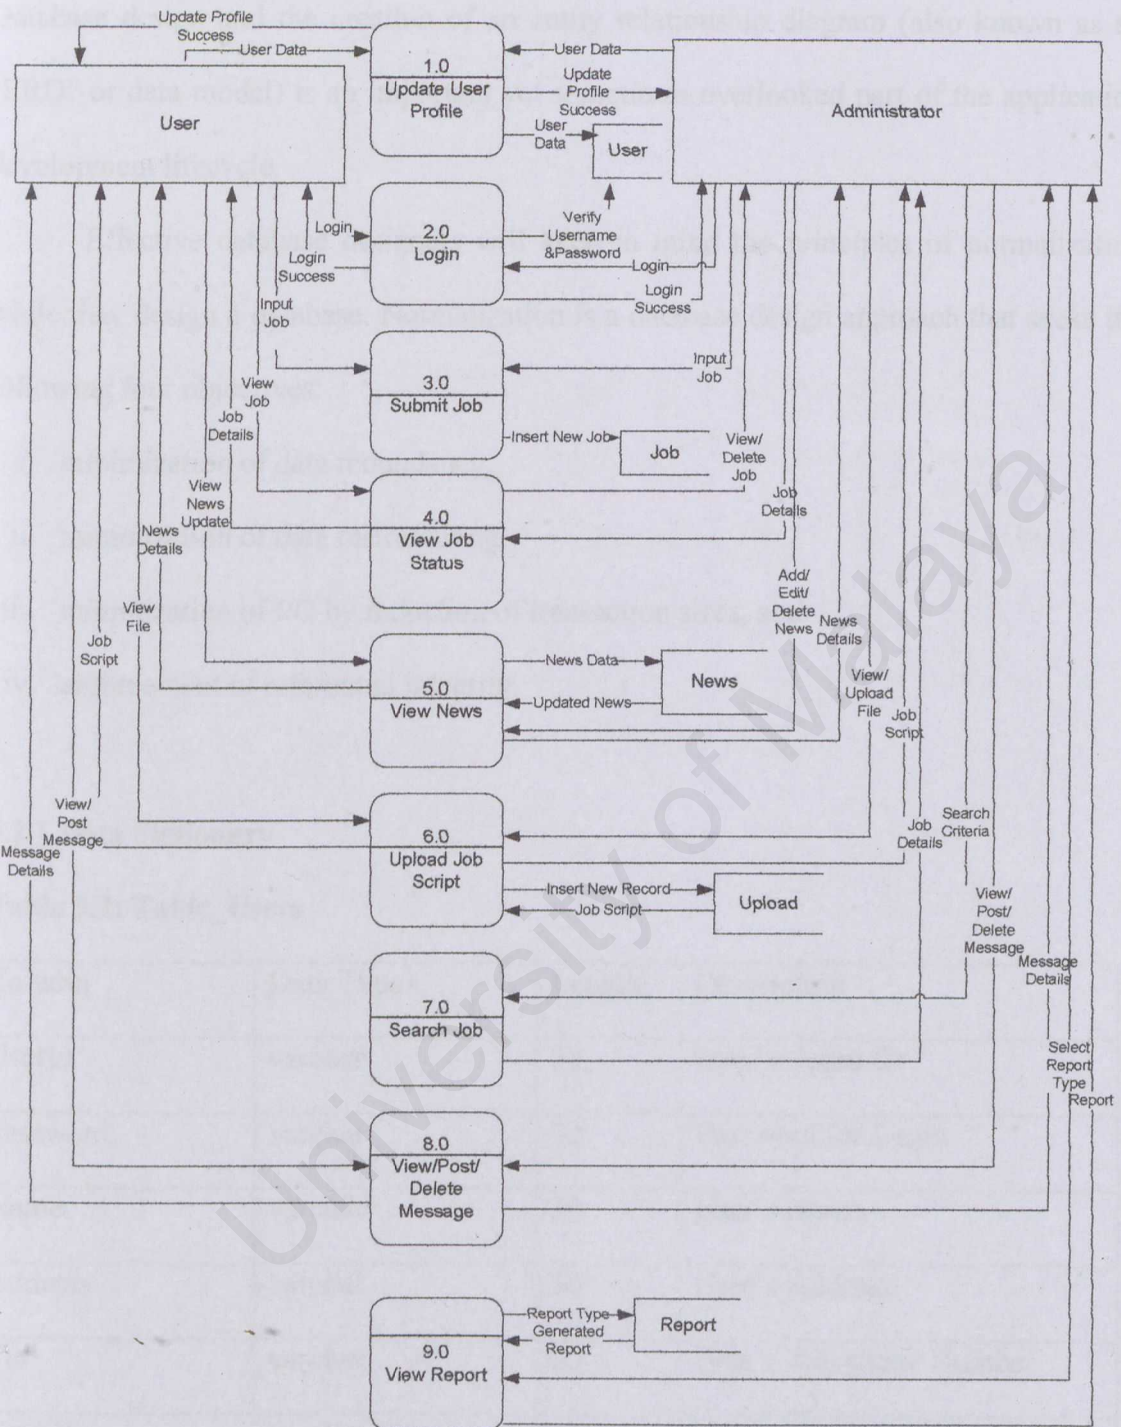 Update Profile
Success
User Data
User
1.0
Update User
Profile
User Data
Update
Profile
Success
User
Data
User
Administrator
Login
2.0
Login
Login
Success
Verify
Username
&Password
Login
Login
Success
Input
Job
3.0
Submit Job
Input
Job
Insert New Job
Job
View
Job
Job
Details
4.0
View Job
Status
View/
Delete
Job
Job
Details
View
News
Update
News
Details
5.0
View News
News Data
News
Updated News
Add/
Edit/
Delete
News
News
Details
View
File
Job
Script
6.0
Upload Job
Script
Insert New Record
Job Script
Upload
View/
Upload
File
Job
Script
View/
Post
Message
Message
Details
7.0
Search Job
Job
Details
Search
Criteria
8.0
View/Post/
Delete
Message
View/
Post/
Delete
Message
Message
Details
9.0
View Report
Report Type
Generated
Report
Report
Select
Report
Type
Report
University of Malaya